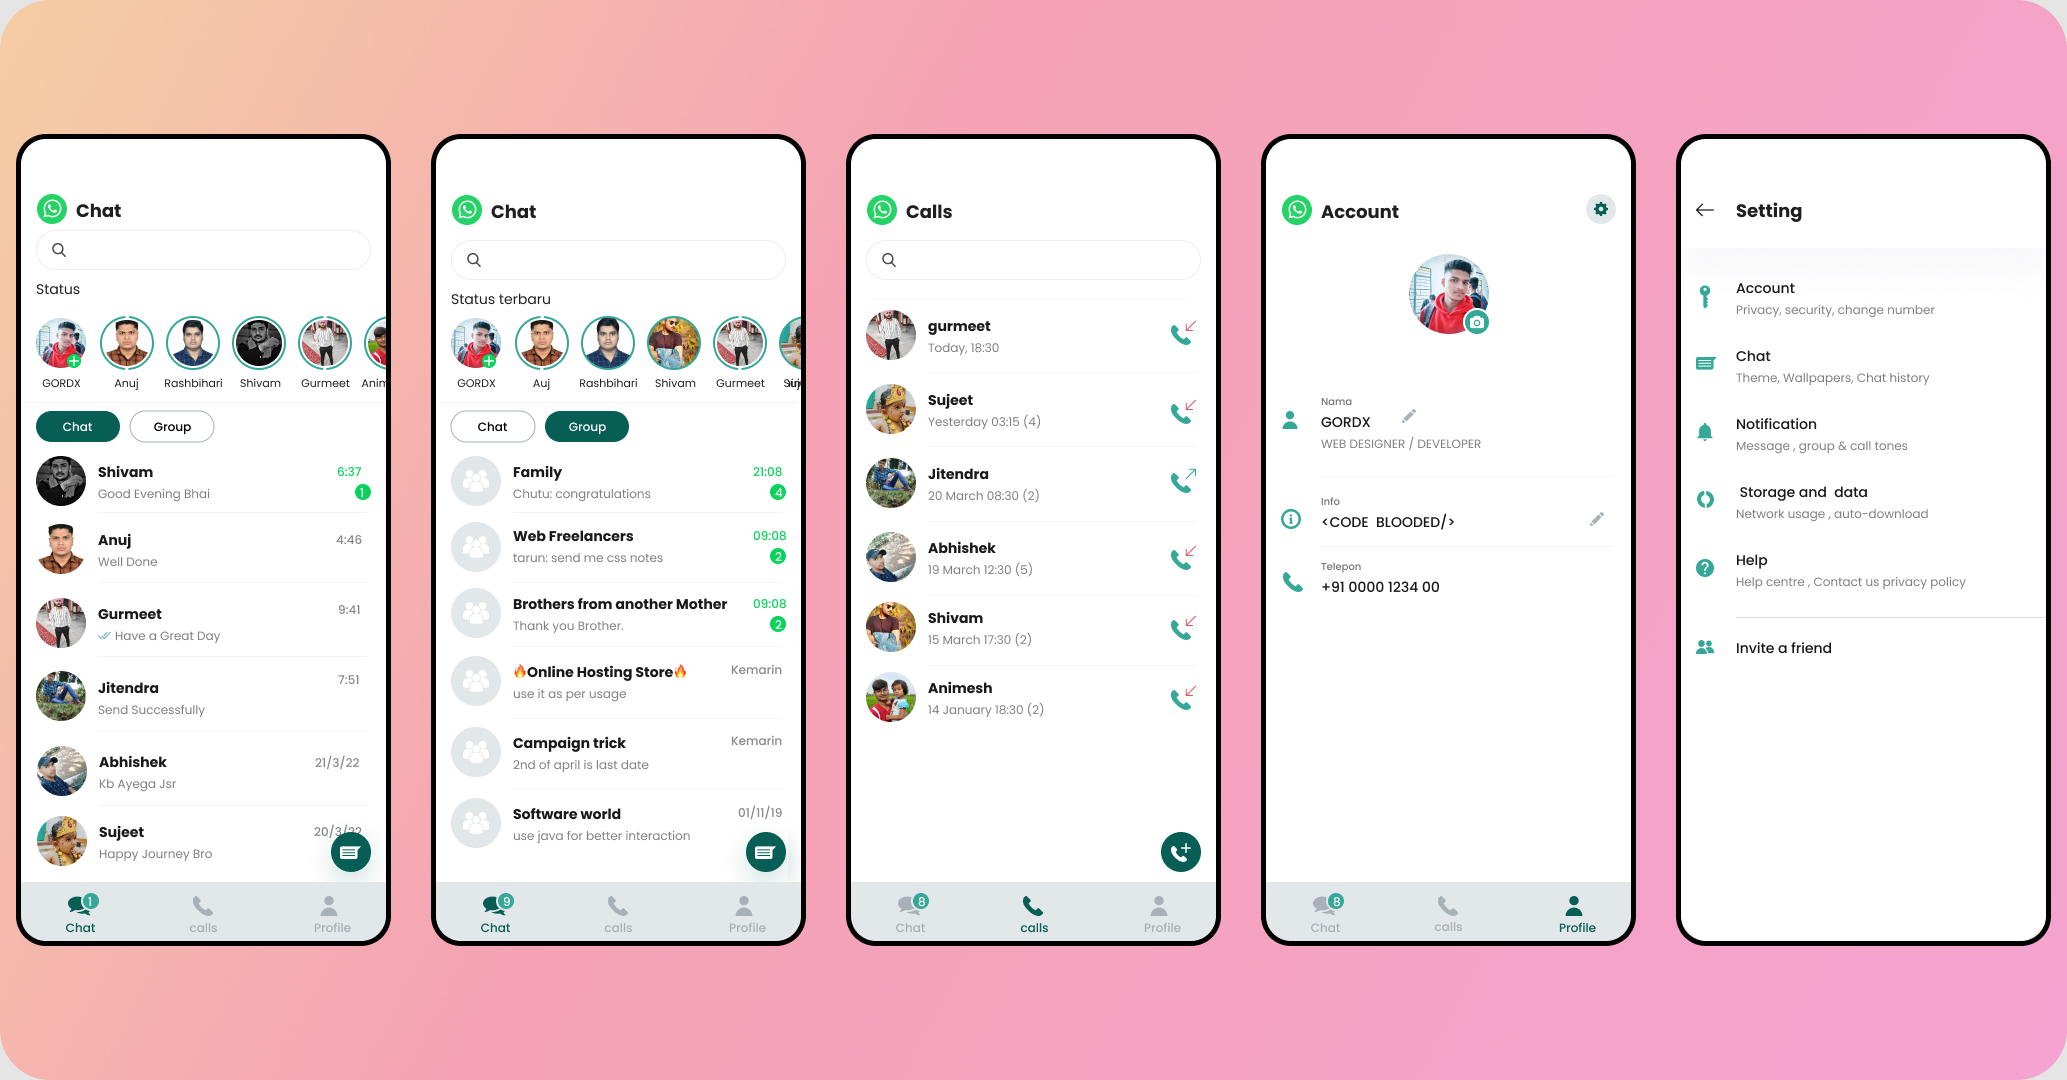 Chat
Status
GORDX
Anuj
Rashbihari
Shivam
Gurmeet
Anim
Chat
Group
Shivam
6:37
Good Evening Bhai
1
Anuj
4:46
Well Done
Gurmeet
9:41
Have a Great Day
Jitendra
7:51
Send Successfully
Abhishek
21/3/22
Kb Ayega Jsr
Sujeet
20/3/22
Happy Journey Bro
1
Chat
calls
Profile
Chat
Status terbaru
GORDX
Auj
Rashbihari
Shivam
Gurmeet
Chat
Group
Family
21:08
Chutu: congratulations
4
Web Freelancers
09:08
tarun: send me css notes
2
Brothers from another Mother
09:08
Thank you Brother.
2
🔥Online Hosting Store🔥
Kemarin
use it as per usage
Campaign trick
Kemarin
2nd of april is last date
Software world
01/11/19
use java for better interaction
9
Chat
calls
Profile
Calls
gurmeet
Today, 18:30
Sujeet
Yesterday 03:15 (4)
Jitendra
20 March 08:30 (2)
Abhishek
19 March 12:30 (5)
Shivam
15 March 17:30 (2)
Animesh
14 January 18:30 (2)
8
Chat
calls
Profile
Account
Nama
GORDX
WEB DESIGNER / DEVELOPER
Info
<CODE BLOODED/>
Telepon
+91 0000 1234 00
8
Chat
calls
Profile
Setting
Account
Privacy, security, change number
Chat
Theme, Wallpapers, Chat history
Notification
Message , group & call tones
Storage and data
Network usage , auto-download
Help
Help centre , Contact us privacy policy
Invite a friend